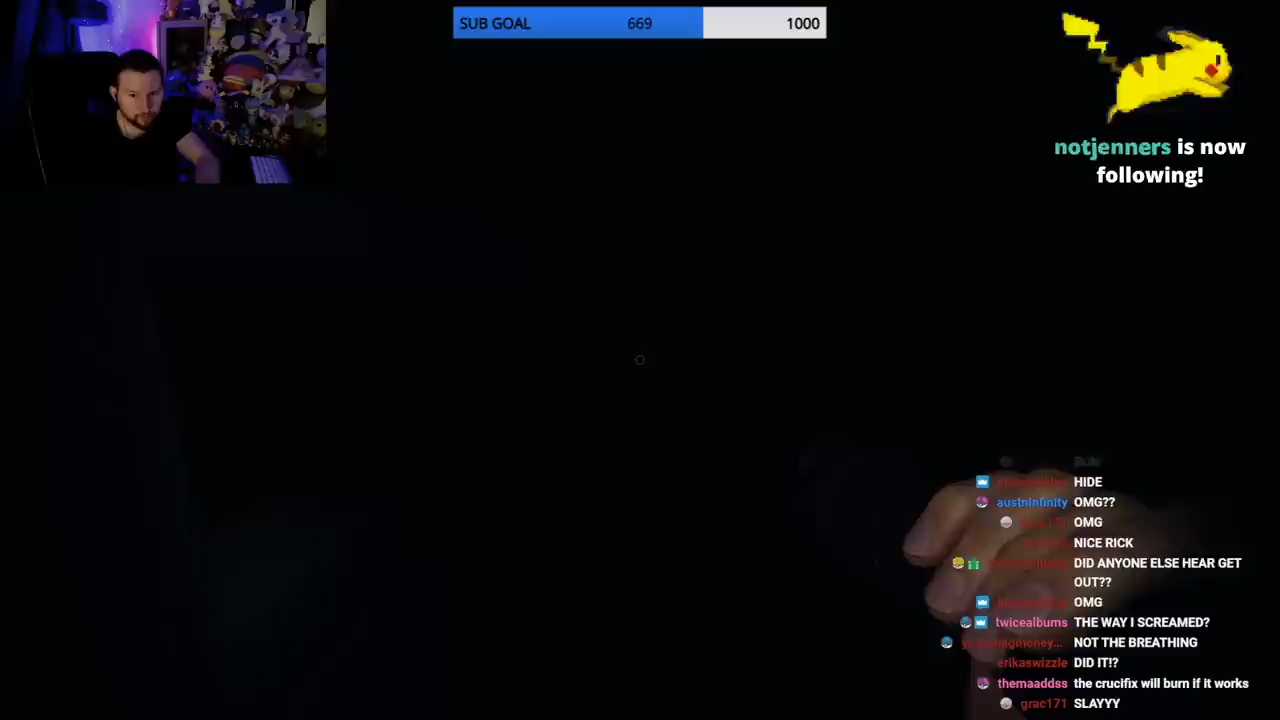 SUB GOAL 669 1000
notjenners is now
following!
HIDE
austninfinity OMG??
OMG
NICE RICK
DID ANYONE ELSE HEAR GET
OUT??
OMG
twicealbums THE WAY I SCREAMED?
NOT THE BREATHING
erikaswizzle DID IT!?
themaaddss the crucifix will burn if it works
grac171 SLAYYY